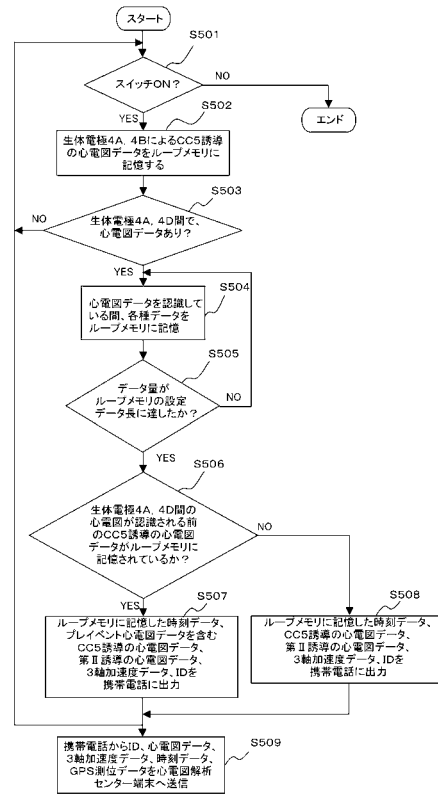 スタート
S501
スイッチON？
NO
YES
エンド
S502
生体電極4A，4BによるCC5誘導
の心電図データをループメモリに
記憶する
S503
NO
生体電極4A，4D間で、
心電図データあり？
YES
S504
心電図データを認識して
いる間、各種データを
ループメモリに記憶
S505
データ量が
ループメモリの設定
データ長に達したか？
NO
YES
S506
生体電極4A，4D間の
心電図が認識される前
のCC5誘導の心電図
データがループメモリに
記憶されているか？
NO
YES
S507
ループメモリに記憶した時刻データ、
プレイベント心電図データを含む
CC5誘導の心電図データ、
第Ⅱ誘導の心電図データ、
3軸加速度データ、IDを
携帯電話に出力
S508
ループメモリに記憶した時刻データ、
CC5誘導の心電図データ、
第Ⅱ誘導の心電図データ、
3軸加速度データ、IDを
携帯電話に出力
S509
携帯電話からID、心電図データ、
3軸加速度データ、時刻データ、
GPS測位データを心電図解析
センター端末へ送信